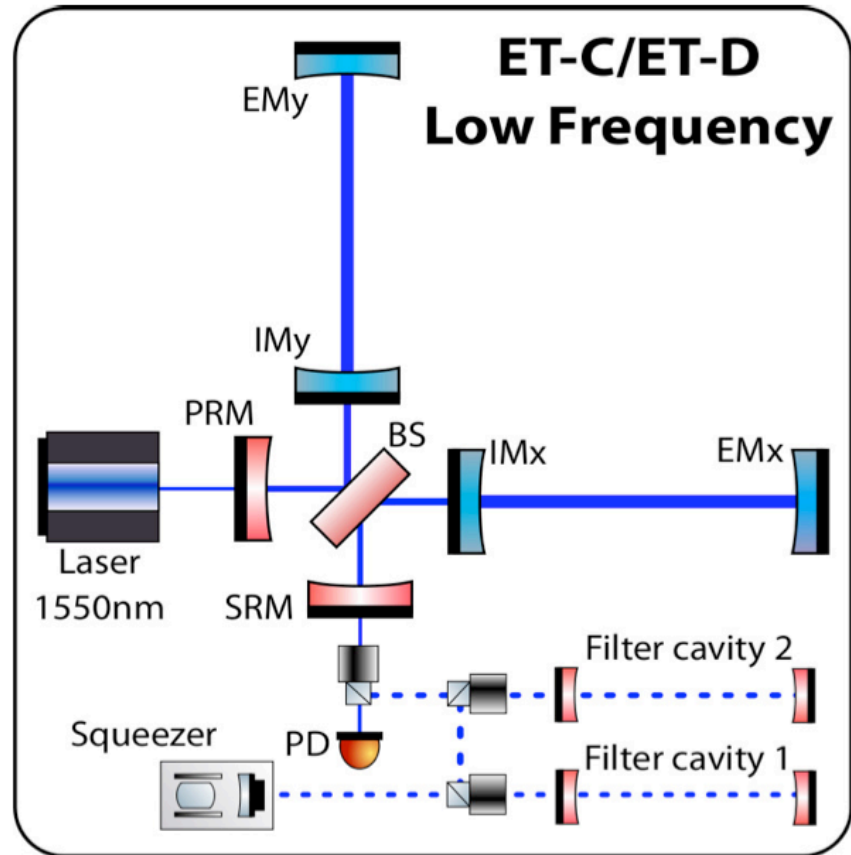 ET-C/ET-D
Low Frequency
EMy
IMy
PRM
BS
IMx
EMx
Laser
1550nm
SRM
Filter cavity 2
Squeezer
PD
Filter cavity 1